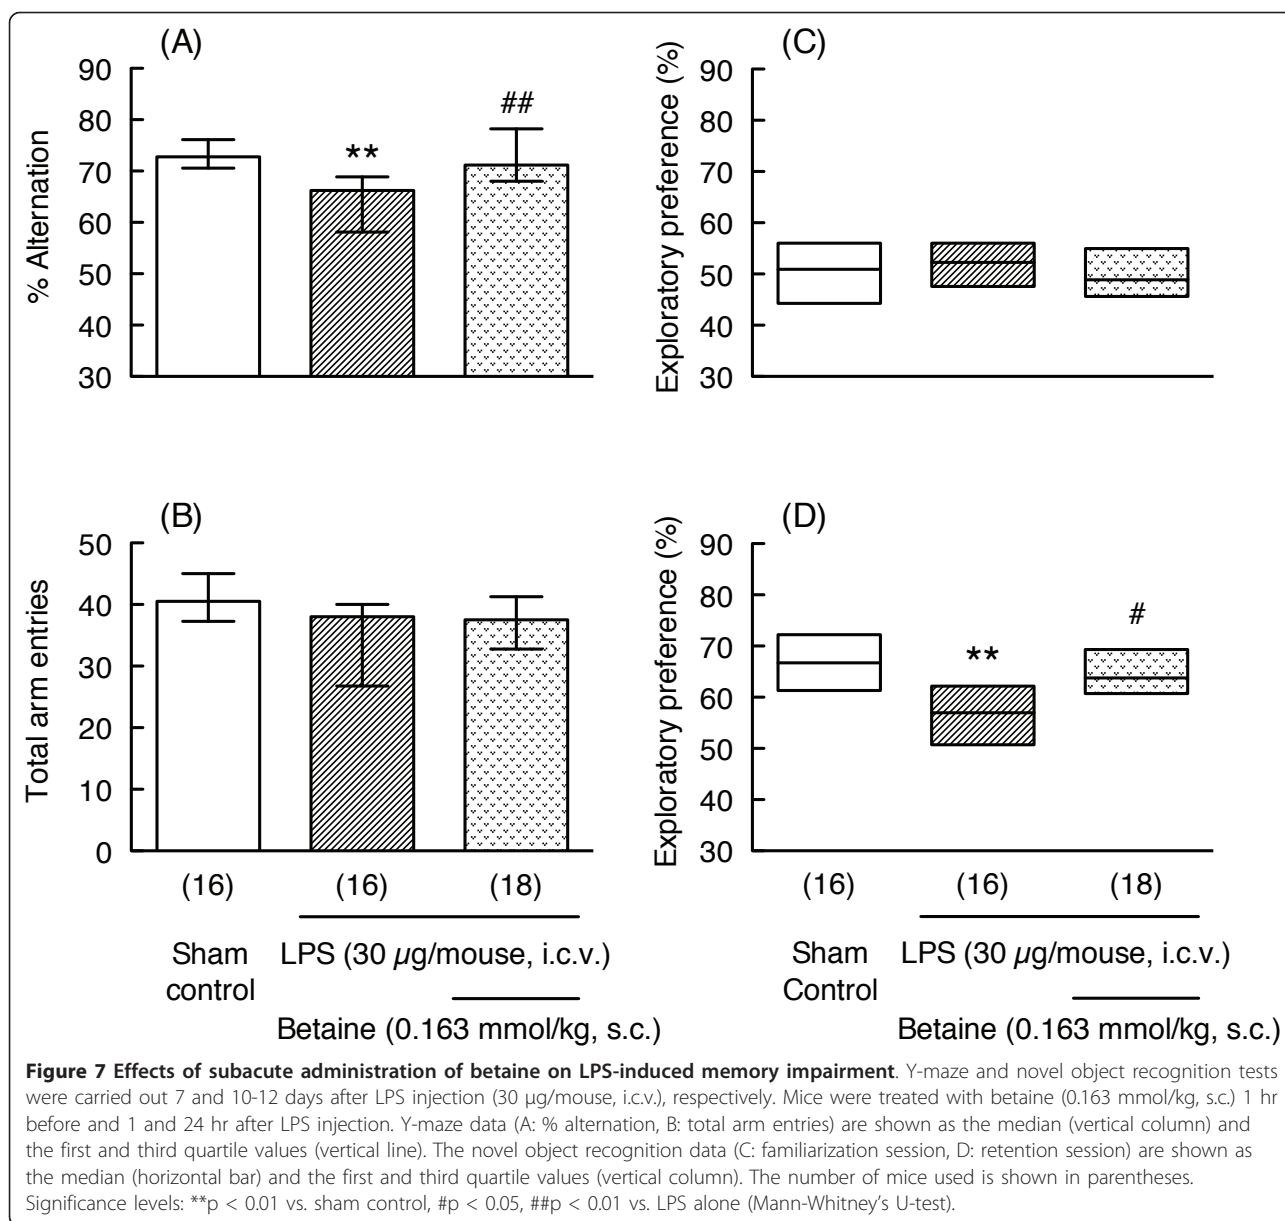 (A)
% Alternation
90
80
70
60
50
40
30
**
##
(C)
Exploratory preference (%)
90
80
70
60
50
40
30
(B)
Total arm entries
50
40
30
20
10
0
(16) (16) (18)
Sham control
LPS (30 µg/mouse, i.c.v.)
Betaine (0.163 mmol/kg, s.c.)
(D)
Exploratory preference (%)
90
80
70
60
50
40
30
**
#
(16) (16) (18)
Sham Control
LPS (30 µg/mouse, i.c.v.)
Betaine (0.163 mmol/kg, s.c.)
Figure 7 Effects of subacute administration of betaine on LPS-induced memory impairment. Y-maze and novel object recognition tests
were carried out 7 and 10-12 days after LPS injection (30 µg/mouse, i.c.v.), respectively. Mice were treated with betaine (0.163 mmol/kg, s.c.) 1 hr
before and 1 and 24 hr after LPS injection. Y-maze data (A: % alternation, B: total arm entries) are shown as the median (vertical column) and
the first and third quartile values (vertical line). The novel object recognition data (C: familiarization session, D: retention session) are shown as
the median (horizontal bar) and the first and third quartile values (vertical column). The number of mice used is shown in parentheses.
Significance levels: **p < 0.01 vs. sham control, #p < 0.05, ##p < 0.01 vs. LPS alone (Mann-Whitney's U-test).